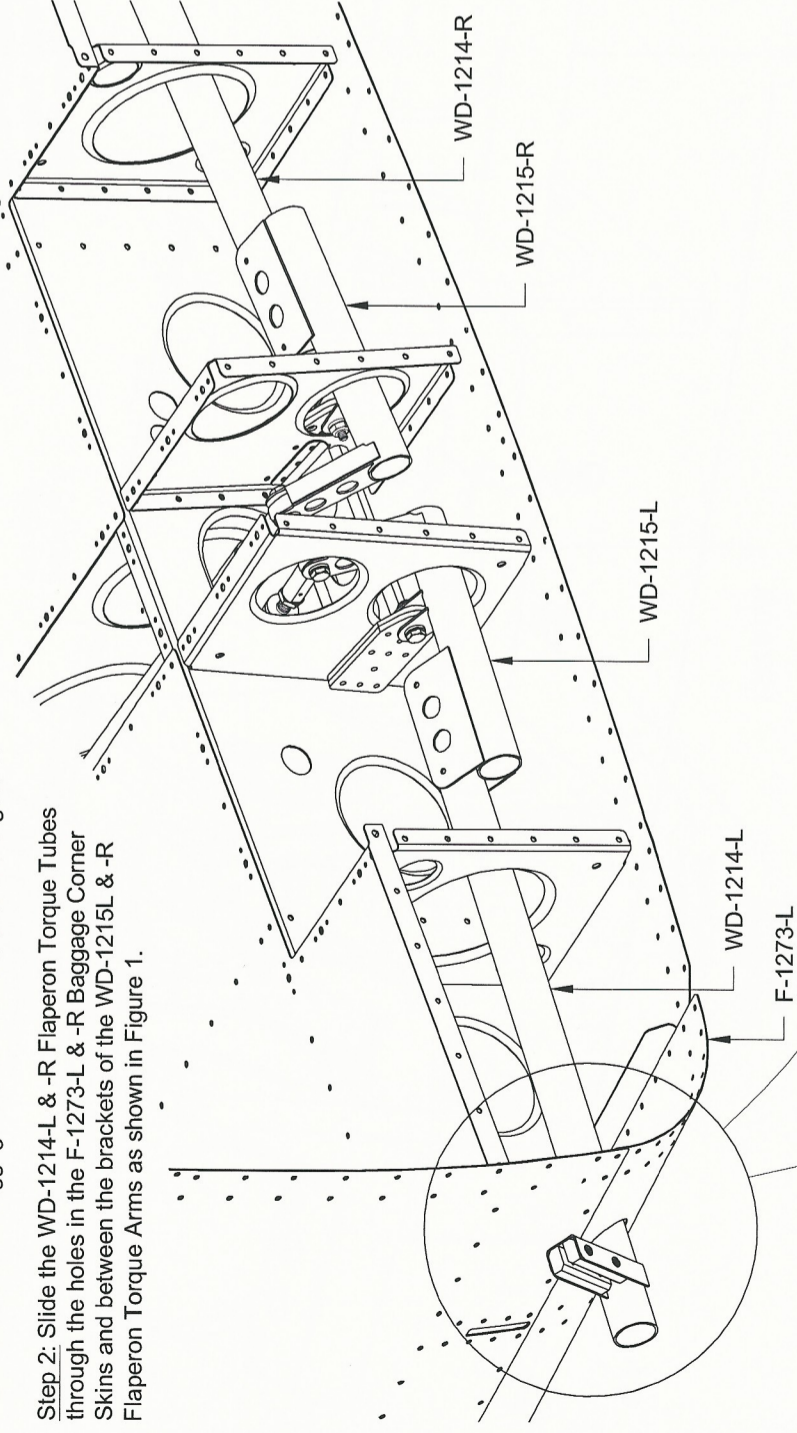 Step 2: Slide the WD-1214-L & -R Flaperon Torque Tubes
through the holes in the F-1273-L & -R Baggage Corner
Skins and between the brackets of the WD-1215L & -R
Flaperon Torque Arms as shown in Figure 1.
WD-1214-R
WD-1215-R
WD-1215-L
WD-1214-L
F-1273-L